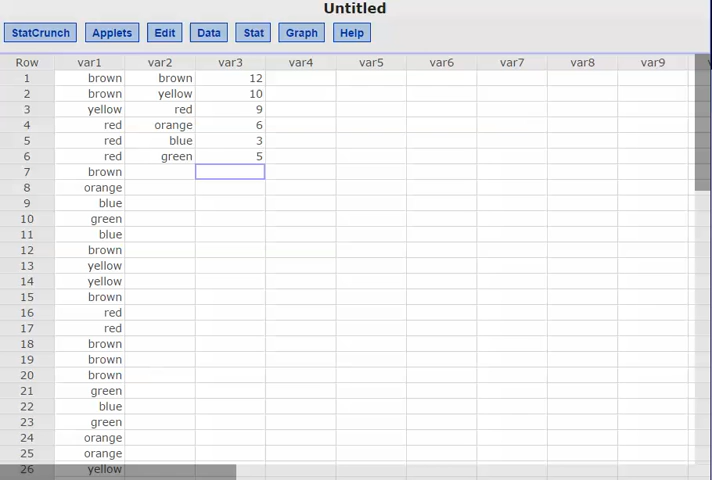 Untitled
StatCrunch Applets Edit Data Stat Graph Help
Row var1 var2 var3 var4 var5 var6 var7 var8 var9
1 brown brown 12
2 brown yellow 10
3 yellow red 9
4 red orange 6
5 red blue 3
6 red green 5
7 brown
8 orange
9 blue
10 green
11 blue
12 brown
13 yellow
14 yellow
15 brown
16 red
17 red
18 brown
19 brown
20 brown
21 green
22 blue
23 green
24 orange
25 orange
26 yellow